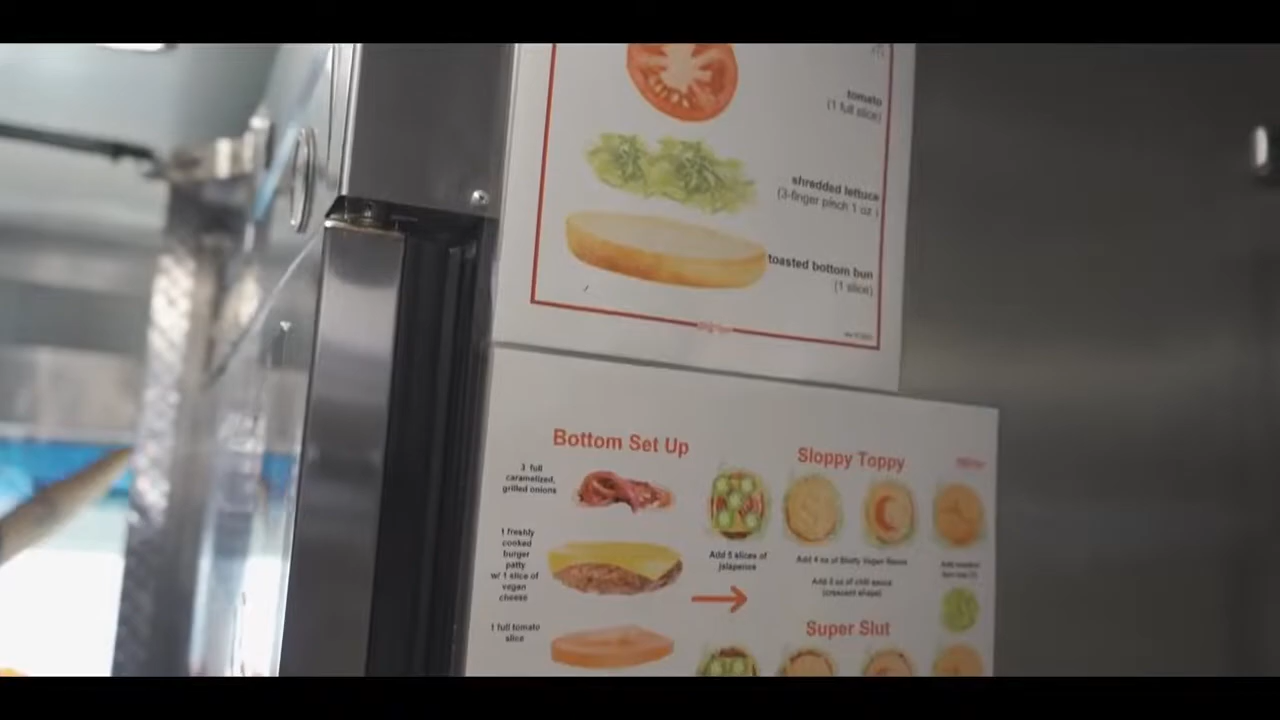 tomato
(1 full slice)
shredded lettuce
(3-finger pinch 1 oz )
toasted bottom bun
(1 slice)
Bottom Set Up
3 full
caramelized,
grilled onions
1 freshly
cooked
burger
patty
w/ 1 slice of
vegan
cheese
1 full tomato
slice
Sloppy Toppy
Add 5 slices of
jalapenos
Add 4 oz of Slutty Vegan Sauce
Add 2 oz of chili sauce
(crescent shape)
Super Slut